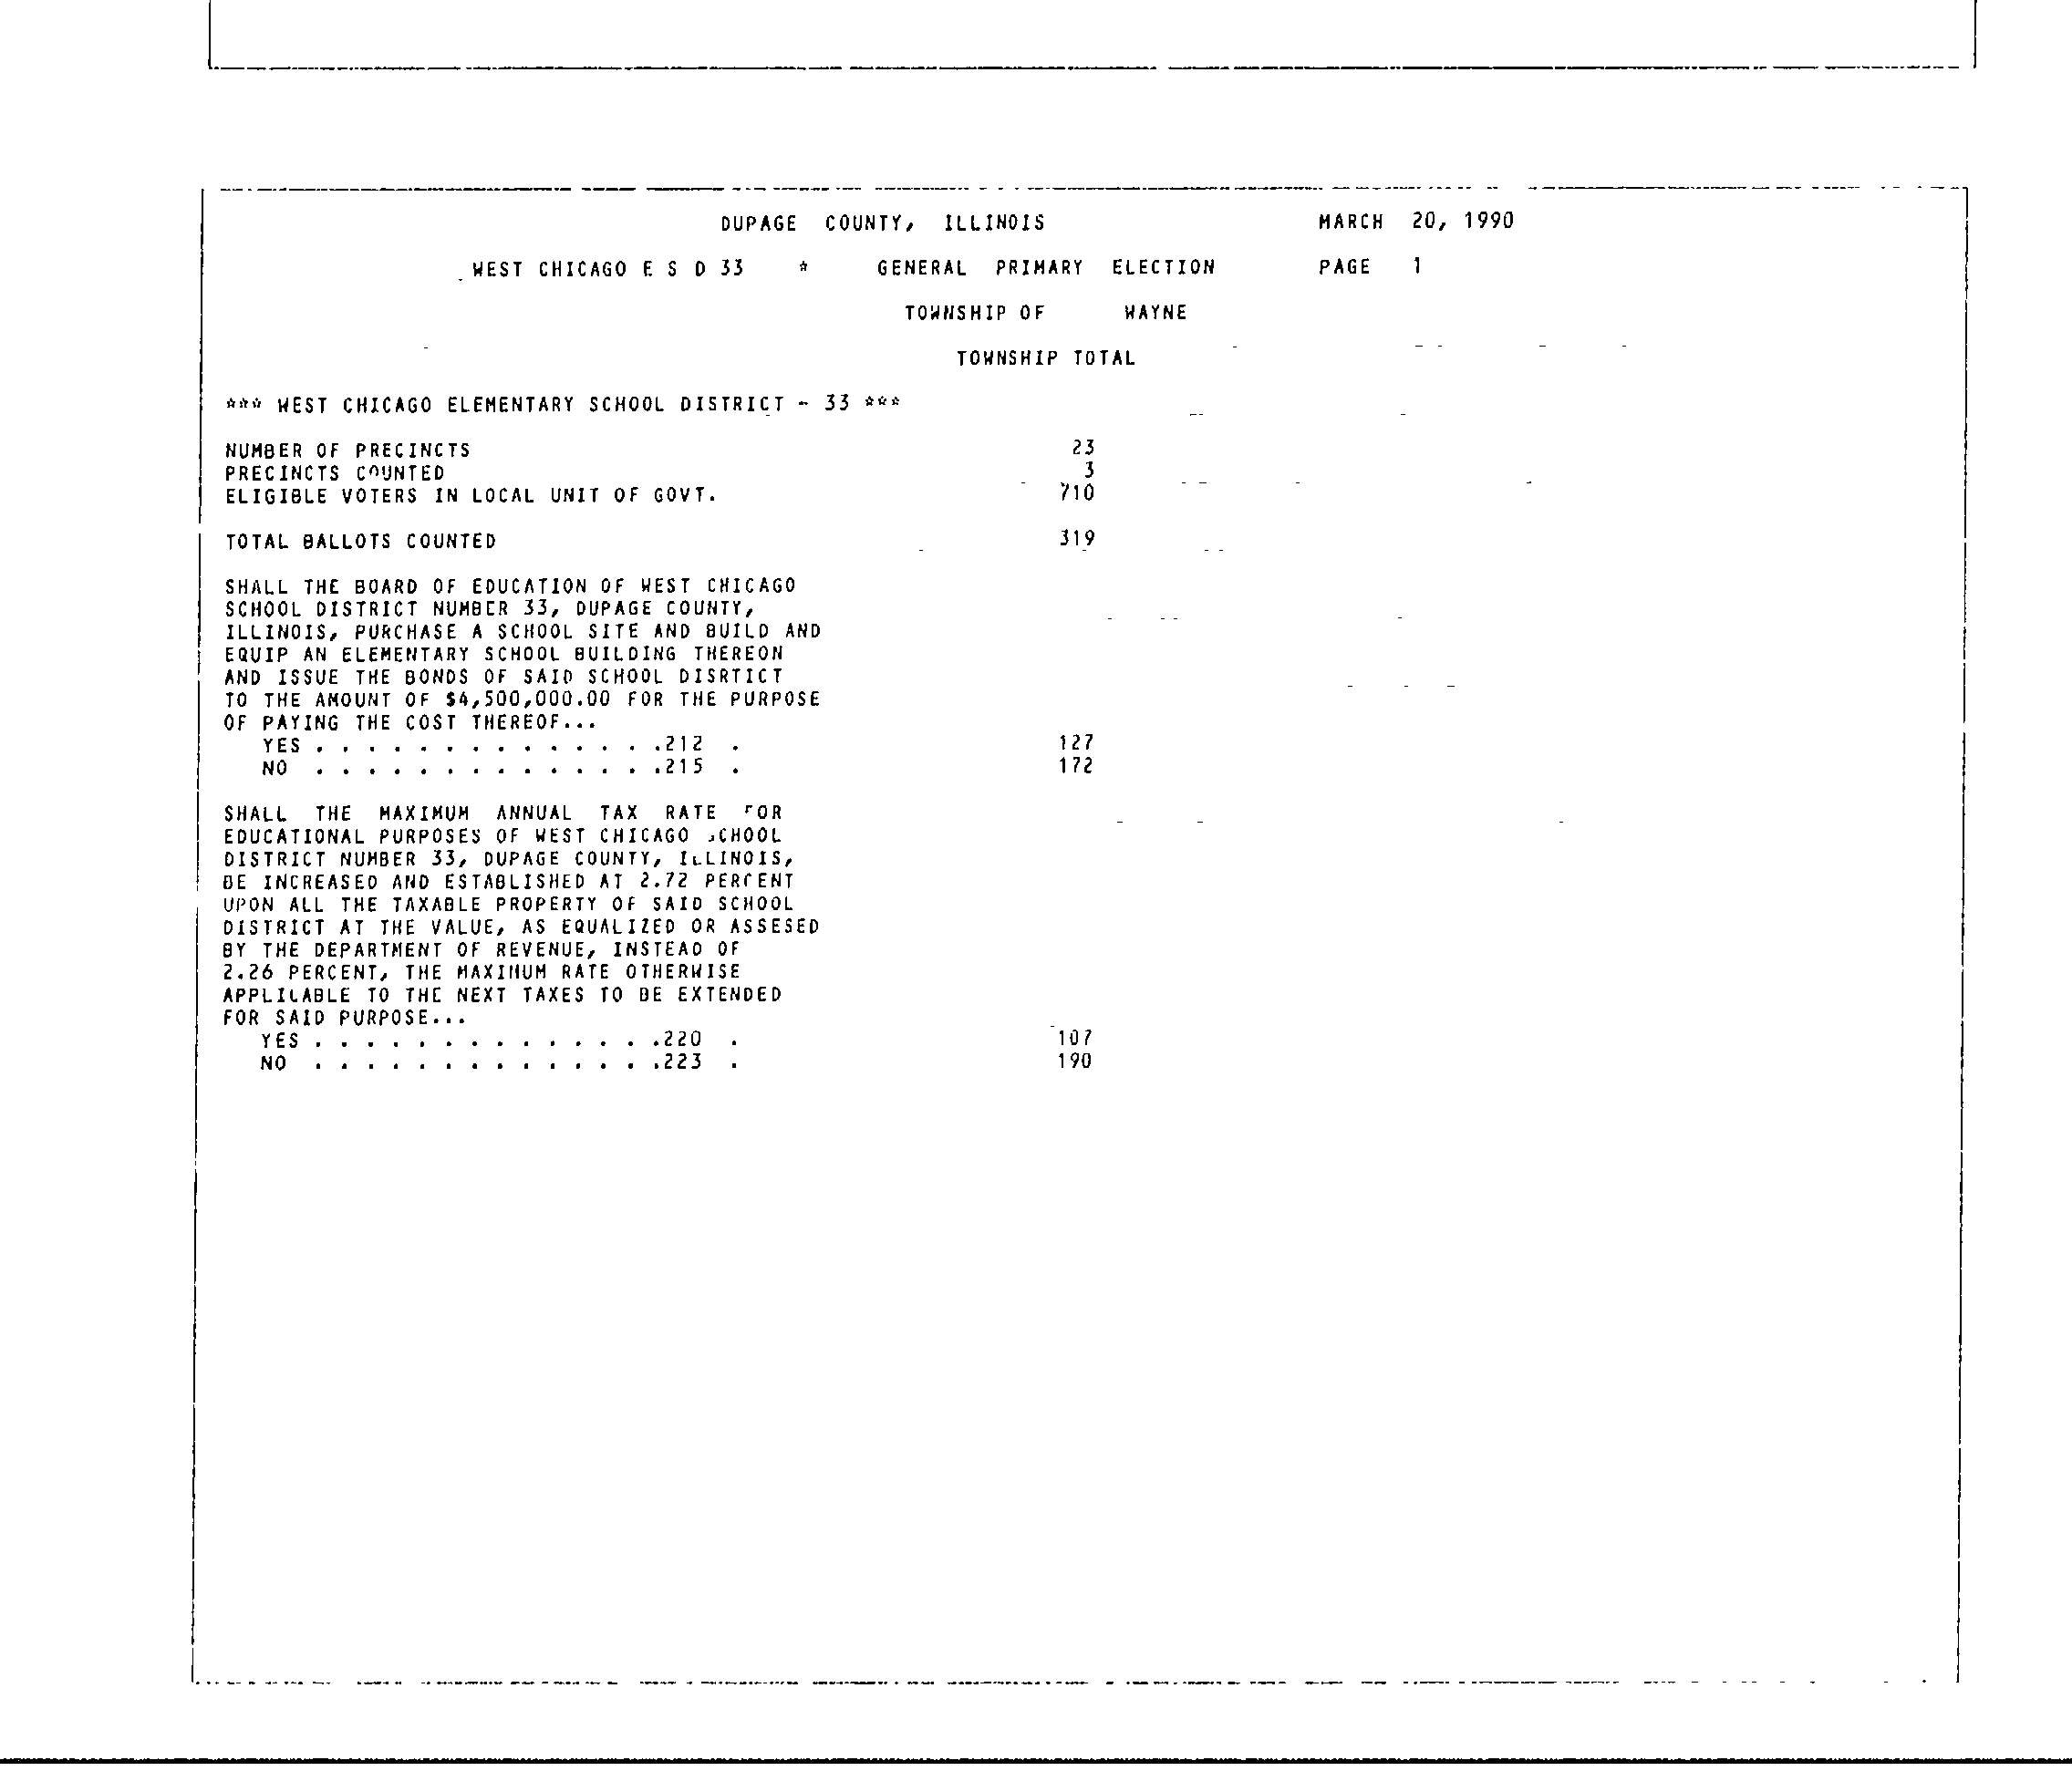 DUPAGE COUNTY, ILLINOIS MARCH 20, 1990
WEST CHICAGO E S D 33 * GENERAL PRIMARY ELECTION PAGE 1
TOWNSHIP OF WAYNE
TOWNSHIP TOTAL
*** WEST CHICAGO ELEMENTARY SCHOOL DISTRICT - 33 ***
NUMBER OF PRECINCTS 23
PRECINCTS COUNTED 3
ELIGIBLE VOTERS IN LOCAL UNIT OF GOVT. 710
TOTAL BALLOTS COUNTED 319
SHALL THE BOARD OF EDUCATION OF WEST CHICAGO
SCHOOL DISTRICT NUMBER 33, DUPAGE COUNTY,
ILLINOIS, PURCHASE A SCHOOL SITE AND BUILD AND
EQUIP AN ELEMENTARY SCHOOL BUILDING THEREON
AND ISSUE THE BONDS OF SAID SCHOOL DISRTICT
TO THE AMOUNT OF $4,500,000.00 FOR THE PURPOSE
OF PAYING THE COST THEREOF...
YES . . . . . . . . . . . . . .212 . 127
NO . . . . . . . . . . . . . .215 . 172
SHALL THE MAXIMUM ANNUAL TAX RATE FOR
EDUCATIONAL PURPOSES OF WEST CHICAGO SCHOOL
DISTRICT NUMBER 33, DUPAGE COUNTY, ILLINOIS,
BE INCREASED AND ESTABLISHED AT 2.72 PERCENT
UPON ALL THE TAXABLE PROPERTY OF SAID SCHOOL
DISTRICT AT THE VALUE, AS EQUALIZED OR ASSESED
BY THE DEPARTMENT OF REVENUE, INSTEAD OF
2.26 PERCENT, THE MAXIMUM RATE OTHERWISE
APPLICABLE TO THE NEXT TAXES TO BE EXTENDED
FOR SAID PURPOSE...
YES . . . . . . . . . . . . . .220 . 107
NO . . . . . . . . . . . . . .223 . 190